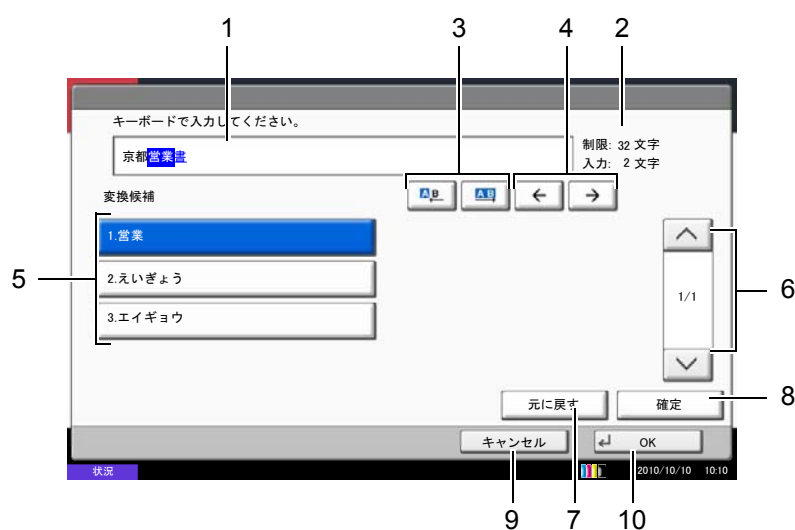 1 3 4 2
キーボードで入力してください。
京都営業書
制限: 32 文字
入力: 2 文字
変換候補
AB AB ← →
1.営業
2.えいぎょう
3.エイギョウ
5
6
1/1
元に戻す 確定
8
キャンセル OK
状況 2010/10/10 10:10
9 7 10